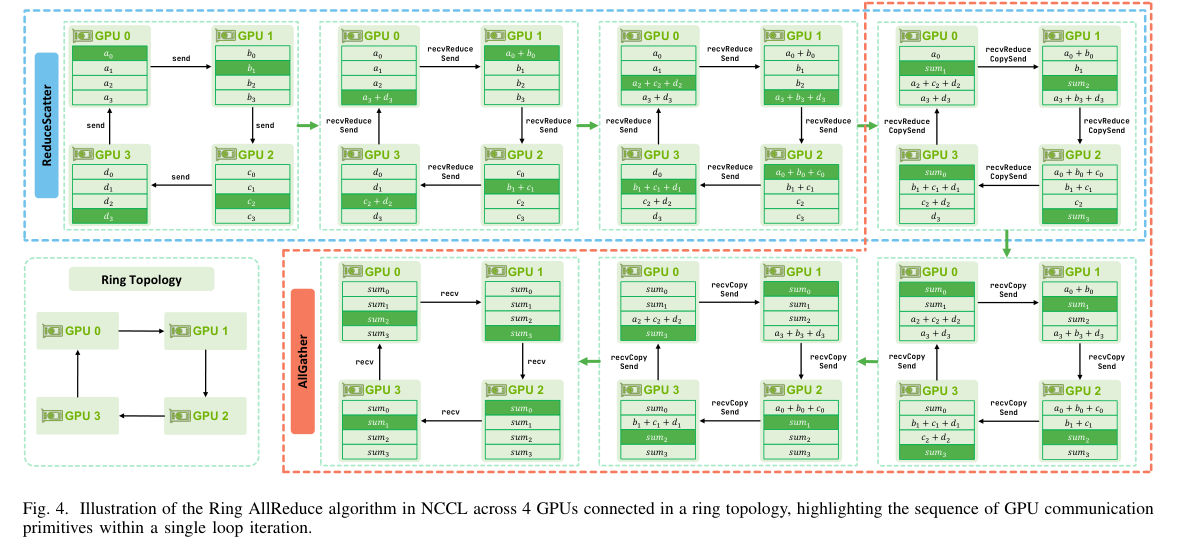 ReduceScatter
GPU 0
a₀
a₁
a₂
a₃
send
GPU 1
b₀
b₁
b₂
b₃
send
send
GPU 3
d₀
d₁
d₂
d₃
send
GPU 2
c₀
c₁
c₂
c₃
GPU 0
a₀
a₁
a₂
a₃ + d₃
recvReduce
Send
GPU 1
a₀ + b₀
b₁
b₂
b₃
recvReduce
Send
recvReduce
Send
GPU 3
d₀
d₁
c₂ + d₂
d₃
recvReduce
Send
GPU 2
c₀
b₁ + c₁
c₂
c₃
GPU 0
a₀
a₁
a₂ + c₂ + d₂
a₃ + d₃
recvReduce
Send
GPU 1
a₀ + b₀
b₁
b₂
a₃ + b₃ + d₃
recvReduce
Send
recvReduce
Send
GPU 3
d₀
b₁ + c₁ + d₁
c₂ + d₂
d₃
recvReduce
Send
GPU 2
a₀ + b₀ + c₀
b₁ + c₁
c₂
c₃
GPU 0
a₀
sum₁
a₂ + c₂ + d₂
a₃ + d₃
recvReduce
CopySend
GPU 1
a₀ + b₀
b₁
sum₂
a₃ + b₃ + d₃
recvReduce
CopySend
recvReduce
CopySend
GPU 3
sum₀
b₁ + c₁ + d₁
c₂ + d₂
d₃
recvReduce
CopySend
GPU 2
a₀ + b₀ + c₀
b₁ + c₁
c₂
sum₃
Ring Topology
GPU 0
GPU 1
GPU 3
GPU 2
AllGather
GPU 0
sum₀
sum₁
sum₂
sum₃
recv
GPU 1
sum₀
sum₁
sum₂
sum₃
recv
recv
GPU 3
sum₀
sum₁
sum₂
sum₃
recv
GPU 2
sum₀
sum₁
sum₂
sum₃
GPU 0
sum₀
sum₁
a₂ + c₂ + d₂
sum₃
recvCopy
Send
GPU 1
sum₀
sum₁
sum₂
a₃ + b₃ + d₃
recvCopy
Send
recvCopy
Send
GPU 3
sum₀
b₁ + c₁ + d₁
sum₂
sum₃
recvCopy
Send
GPU 2
a₀ + b₀ + c₀
sum₁
sum₂
sum₃
GPU 0
sum₀
sum₁
a₂ + c₂ + d₂
a₃ + d₃
recvCopy
Send
GPU 1
a₀ + b₀
sum₁
sum₂
a₃ + b₃ + d₃
recvCopy
Send
recvCopy
Send
GPU 3
sum₀
b₁ + c₁ + d₁
c₂ + d₂
sum₃
recvCopy
Send
GPU 2
a₀ + b₀ + c₀
b₁ + c₁
sum₂
sum₃
Fig. 4. Illustration of the Ring AllReduce algorithm in NCCL across 4 GPUs connected in a ring topology, highlighting the sequence of GPU communication
primitives within a single loop iteration.